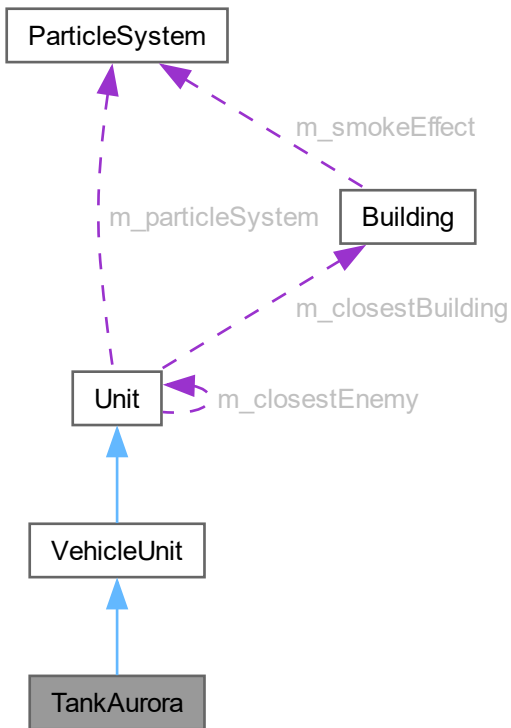 ParticleSystem
m_smokeEffect
Building
m_particleSystem
m_closestBuilding
Unit
m_closestEnemy
VehicleUnit
TankAurora